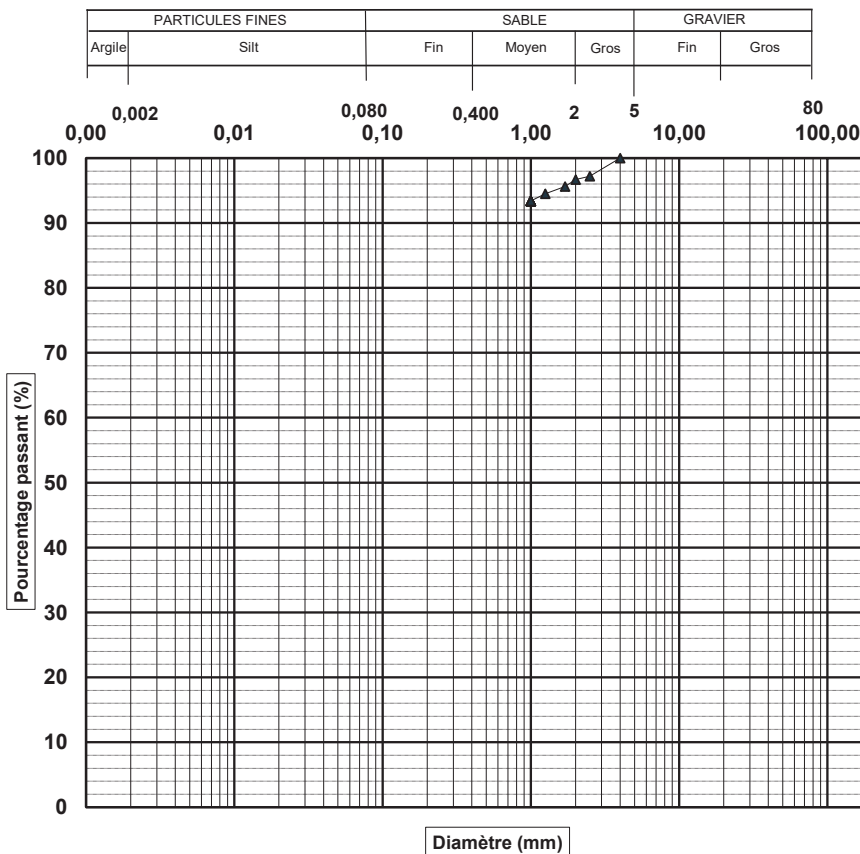 PARTICULES FINES SABLE GRAVIER
Argile Silt Fin Moyen Gros Fin Gros
0,002 0,080 0,400 2 5 80
0,00 0,01 0,10 1,00 10,00 100,00
100
90
80
70
60
50
40
30
20
10
0
Pourcentage passant (%)
Diamètre (mm)